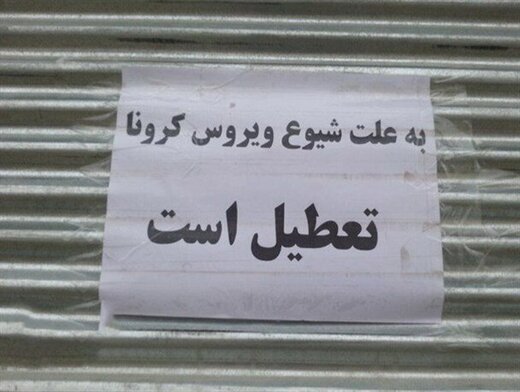 به علت شیوع ویروس کرونا
تعطیل است